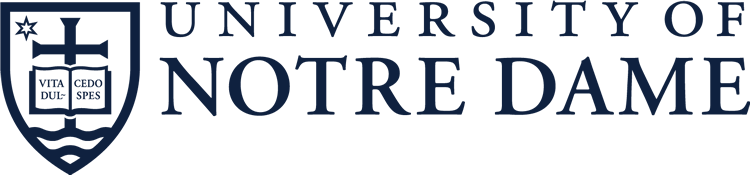 UNIVERSITY OF
NOTRE DAME
VITA CEDO
DUL~ SPES